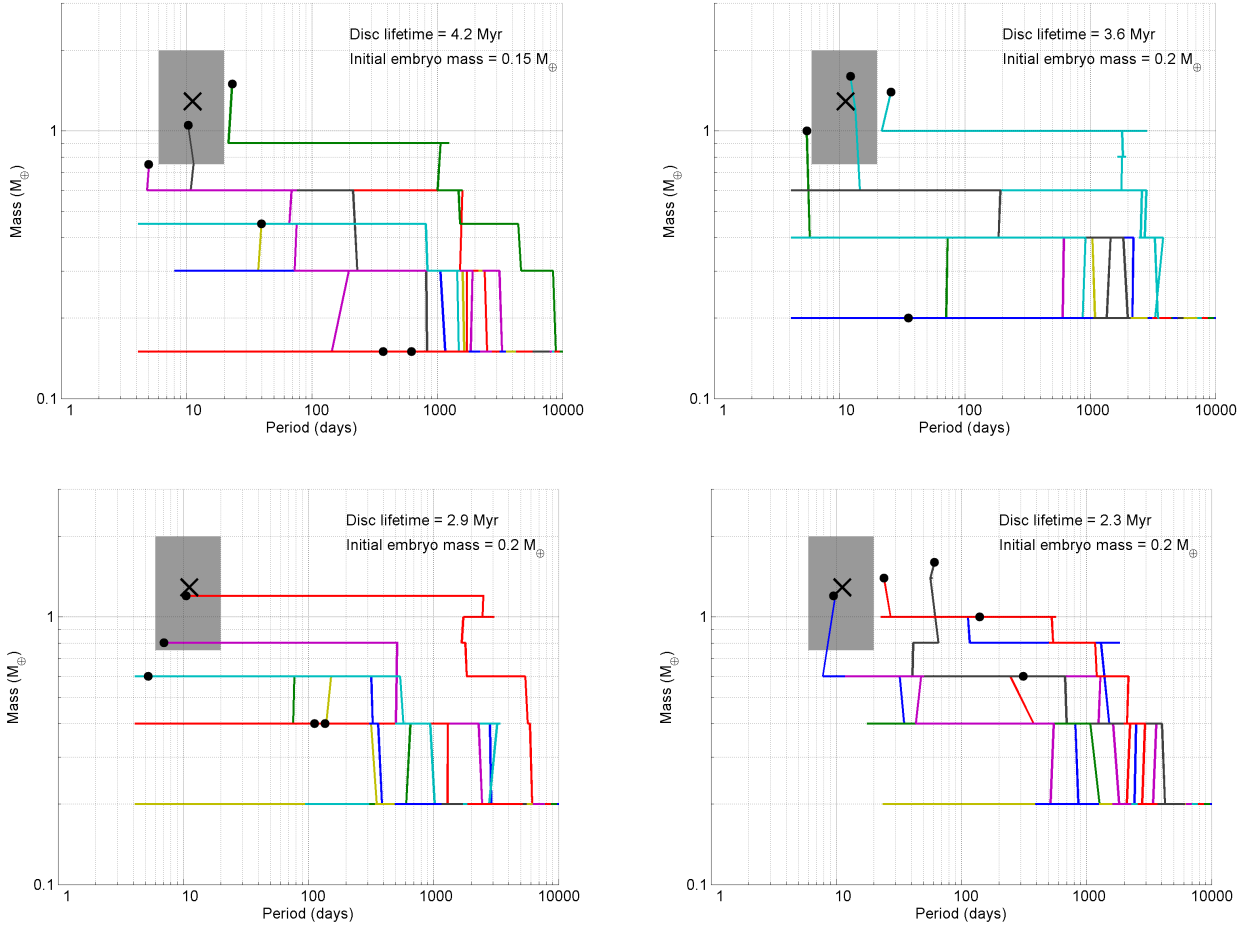 Disc lifetime = 4.2 Myr
Initial embryo mass = 0.15 M⊕
1
0.1
Mass (M⊕)
1 10 100 1000 10000
Period (days)
Disc lifetime = 3.6 Myr
Initial embryo mass = 0.2 M⊕
1
0.1
Mass (M⊕)
1 10 100 1000 10000
Period (days)
Disc lifetime = 2.9 Myr
Initial embryo mass = 0.2 M⊕
1
0.1
Mass (M⊕)
1 10 100 1000 10000
Period (days)
Disc lifetime = 2.3 Myr
Initial embryo mass = 0.2 M⊕
1
0.1
Mass (M⊕)
1 10 100 1000 10000
Period (days)